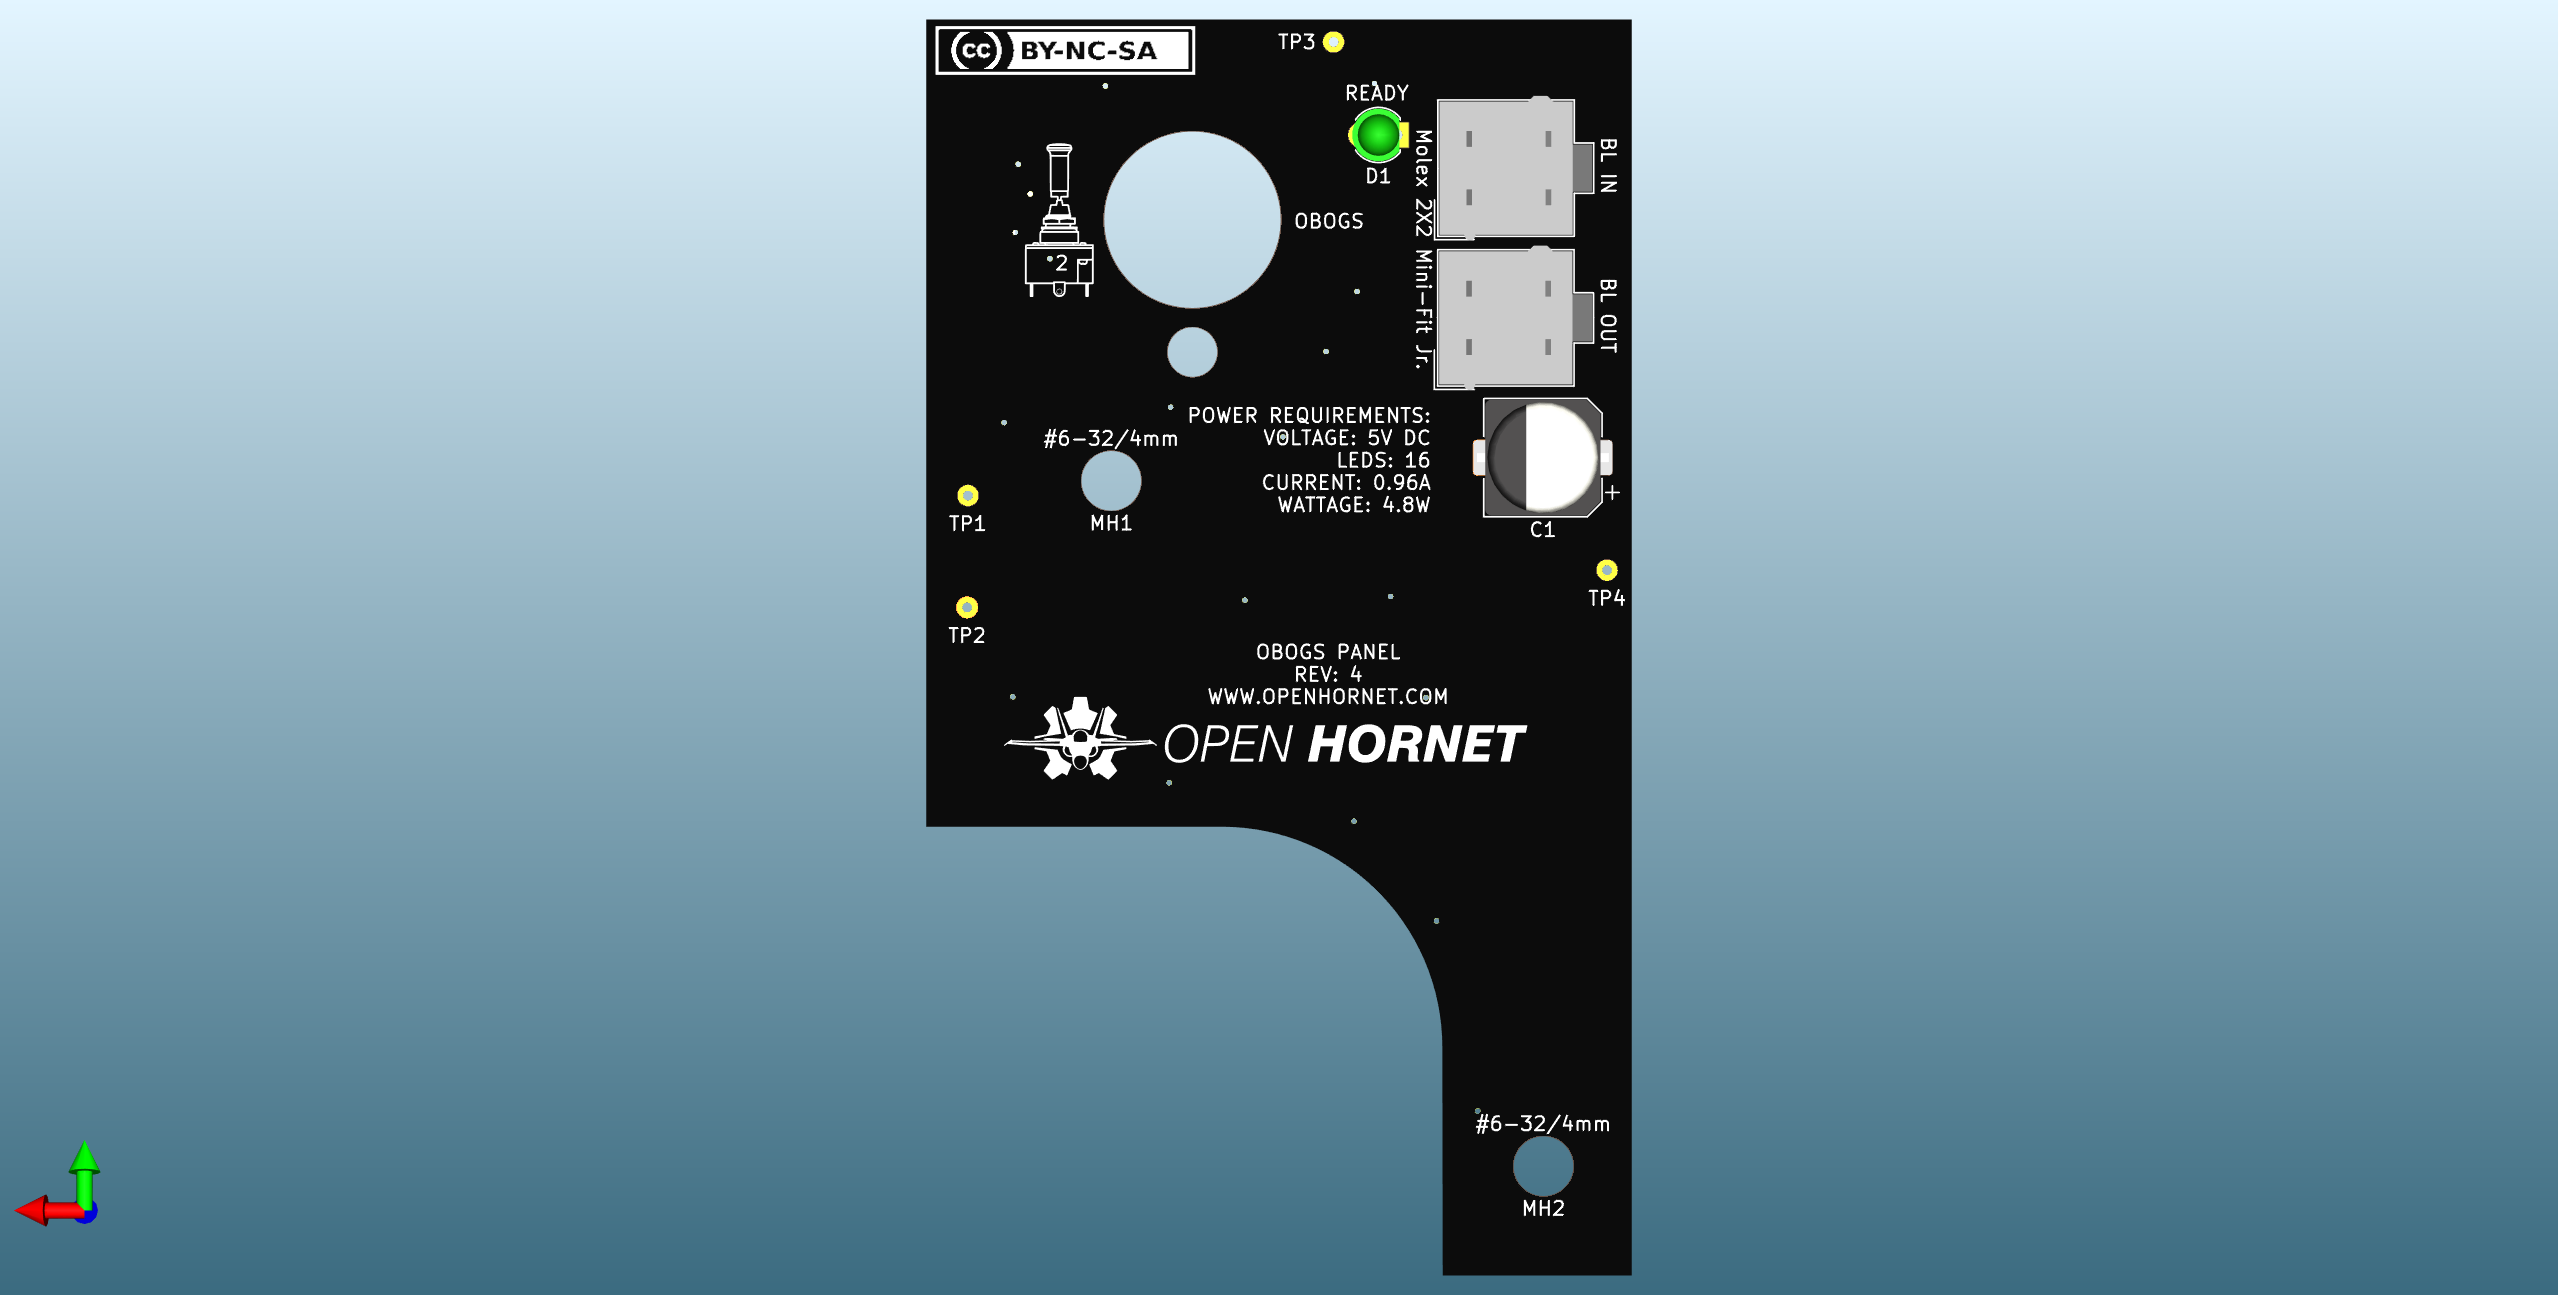 CC BY-NC-SA
TP3
READY
D1
Molex 2X2 Mini-Fit Jr.
BL IN
BL OUT
2
OBOGS
POWER REQUIREMENTS:
VOLTAGE: 5V DC
LEDS: 16
CURRENT: 0.96A
WATTAGE: 4.8W
#6-32/4mm
MH1
TP1
+
C1
TP4
TP2
OBOGS PANEL
REV: 4
WWW.OPENHORNET.COM
OPEN HORNET
#6-32/4mm
MH2